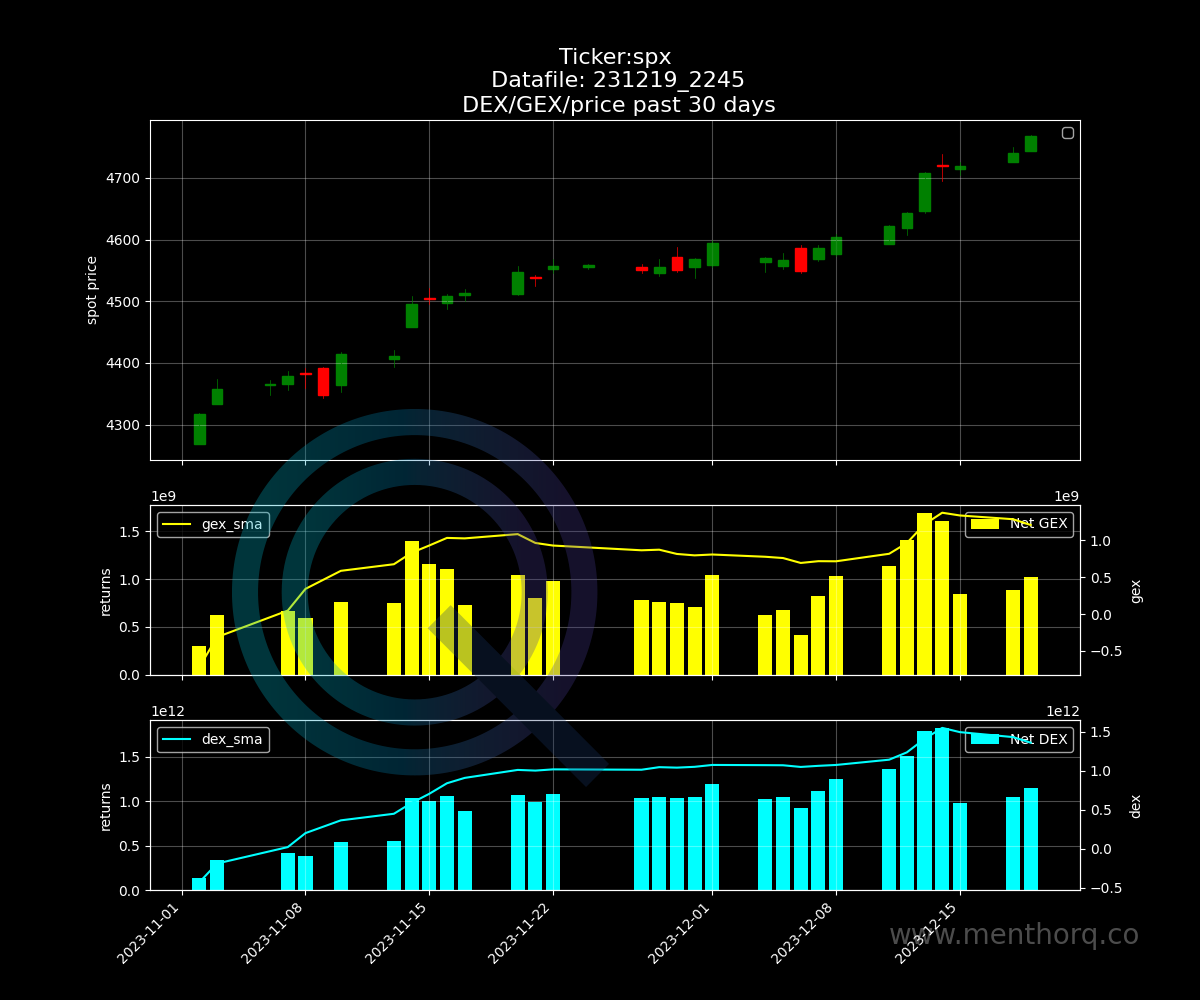 Ticker:spx
Datafile: 231219_2245
DEX/GEX/price past 30 days
spot price
4700
4600
4500
4400
4300
1e9
1e9
gex_sma
Net GEX
returns
1.5
1.0
0.5
0.0
gex
1.0
0.5
0.0
−0.5
1e12
1e12
dex_sma
Net DEX
returns
1.5
1.0
0.5
0.0
dex
1.5
1.0
0.5
0.0
−0.5
2023-11-01
2023-11-08
2023-11-15
2023-11-22
2023-12-01
2023-12-08
2023-12-15
www.menthorq.co